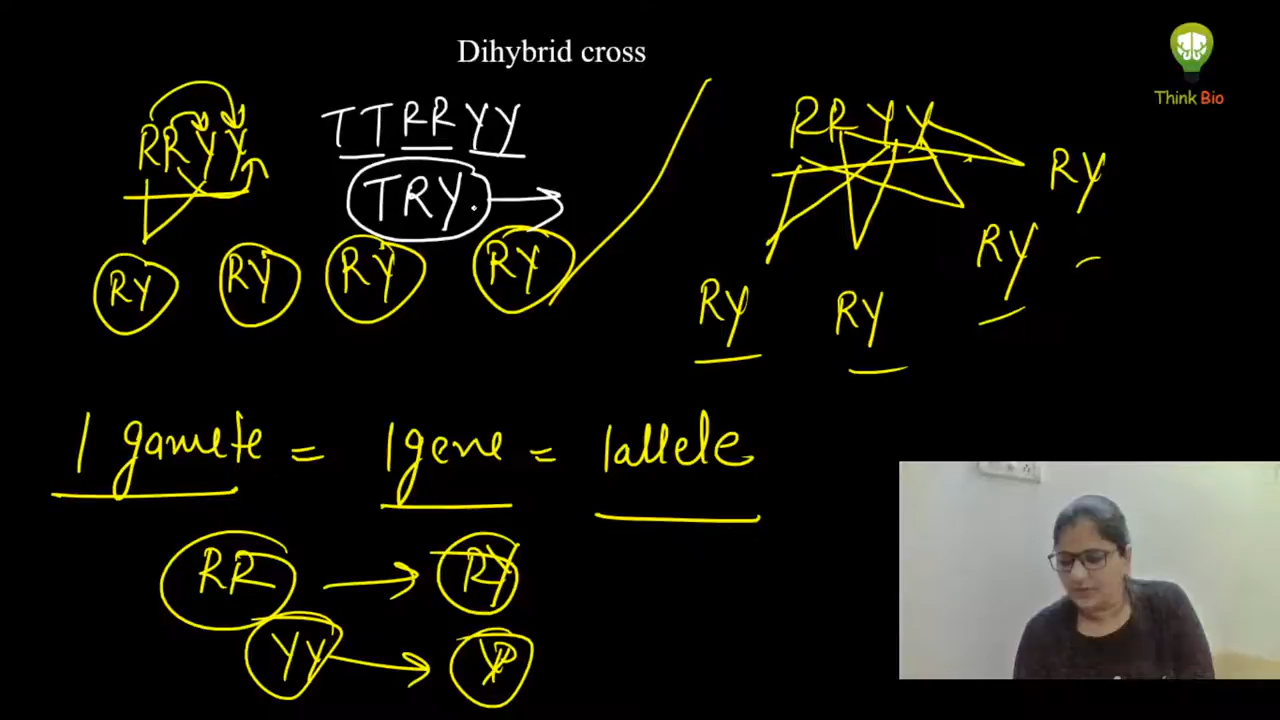 Dihybrid cross
Think Bio
RRYY
TTRRYY
TRY.
RY RY RY RY
RRYY
RY
RY
RY RY
1 gamete = 1 gene = 1 allele
RR → RY
YY →